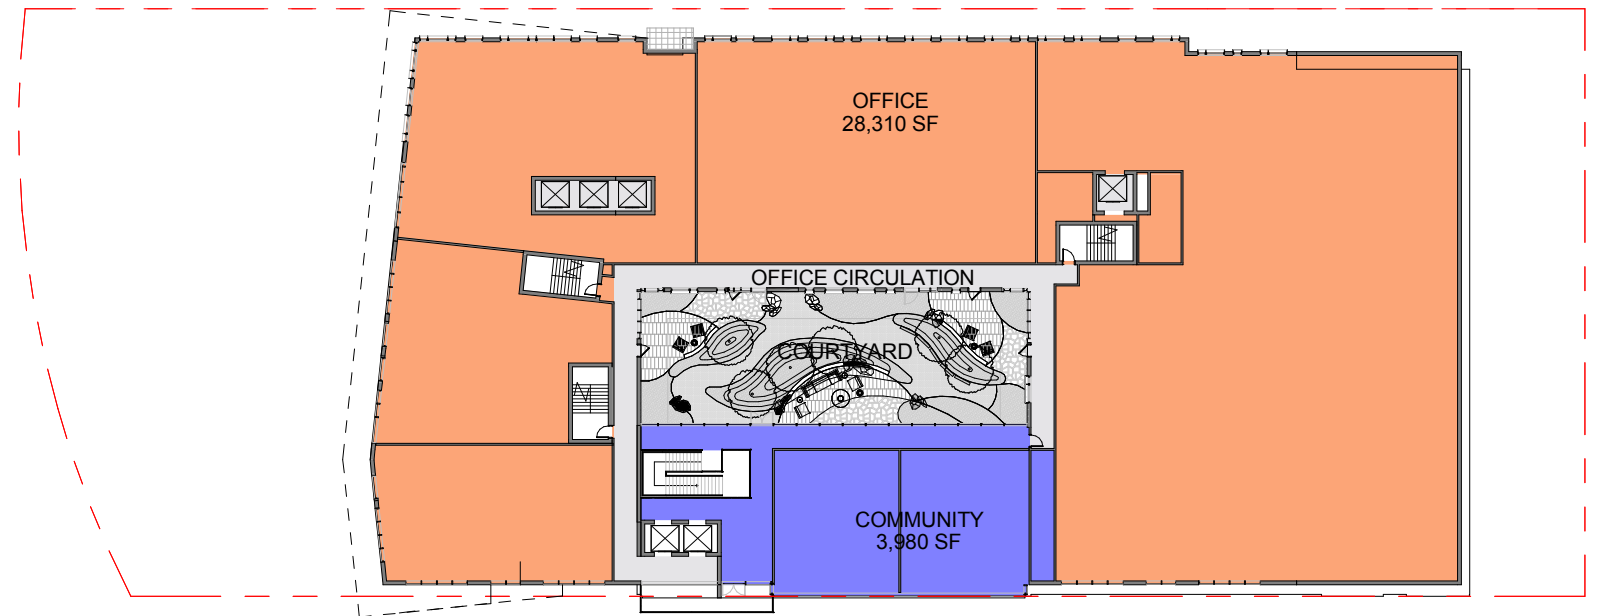 OFFICE
28,310 SF
OFFICE CIRCULATION
COURTYARD
COMMUNITY
3,980 SF